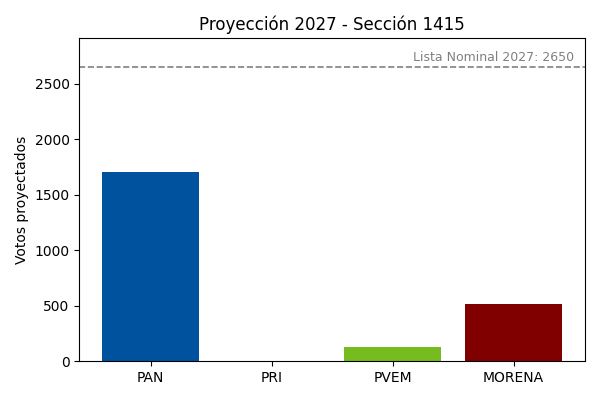 Proyección 2027 - Sección 1415
Lista Nominal 2027: 2650
Votos proyectados
2500
2000
1500
1000
500
0
PAN PRI PVEM MORENA